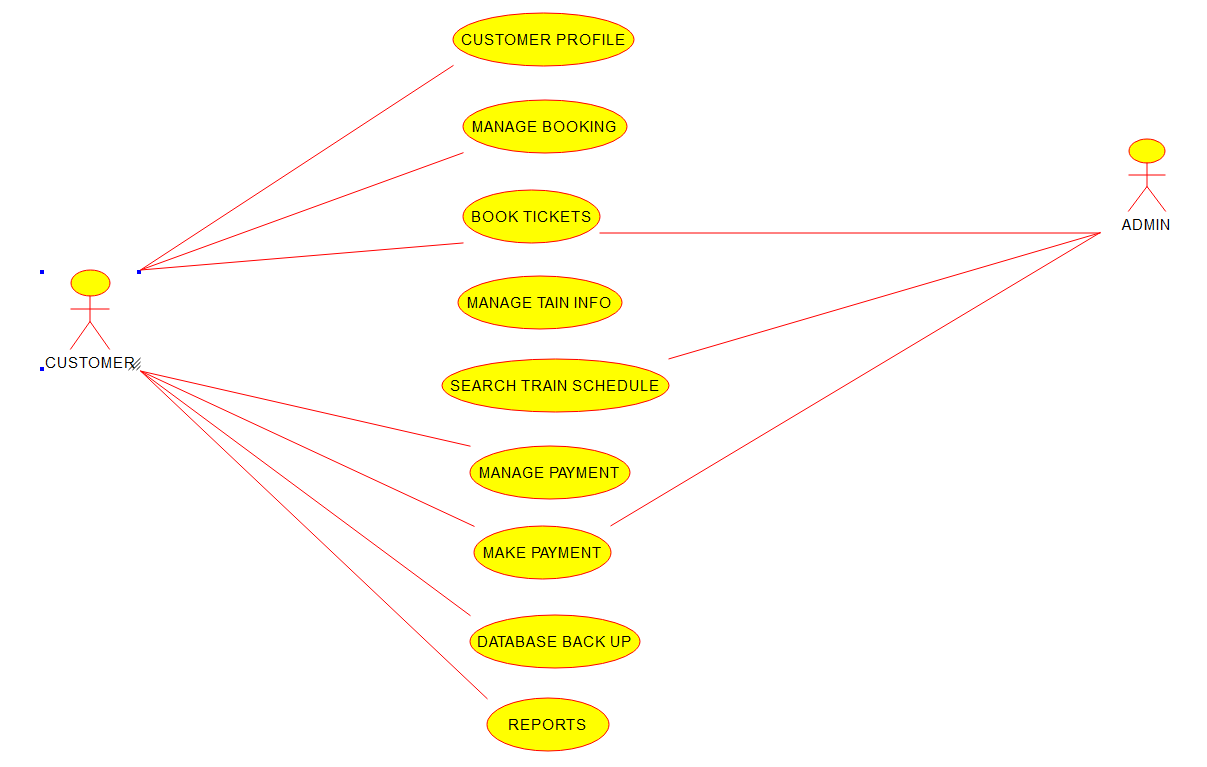 CUSTOMER PROFILE
MANAGE BOOKING
BOOK TICKETS
ADMIN
MANAGE TAIN INFO
CUSTOMER
SEARCH TRAIN SCHEDULE
MANAGE PAYMENT
MAKE PAYMENT
DATABASE BACK UP
REPORTS